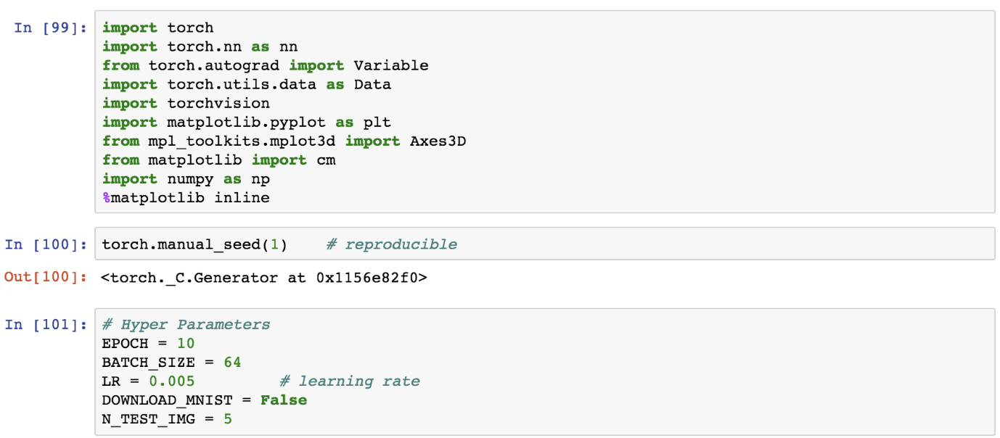 In [99]: import torch
import torch.nn as nn
from torch.autograd import Variable
import torch.utils.data as Data
import torchvision
import matplotlib.pyplot as plt
from mpl_toolkits.mplot3d import Axes3D
from matplotlib import cm
import numpy as np
%matplotlib inline
In [100]: torch.manual_seed(1)    # reproducible
Out[100]: <torch._C.Generator at 0x1156e82f0>
In [101]: # Hyper Parameters
EPOCH = 10
BATCH_SIZE = 64
LR = 0.005         # learning rate
DOWNLOAD_MNIST = False
N_TEST_IMG = 5